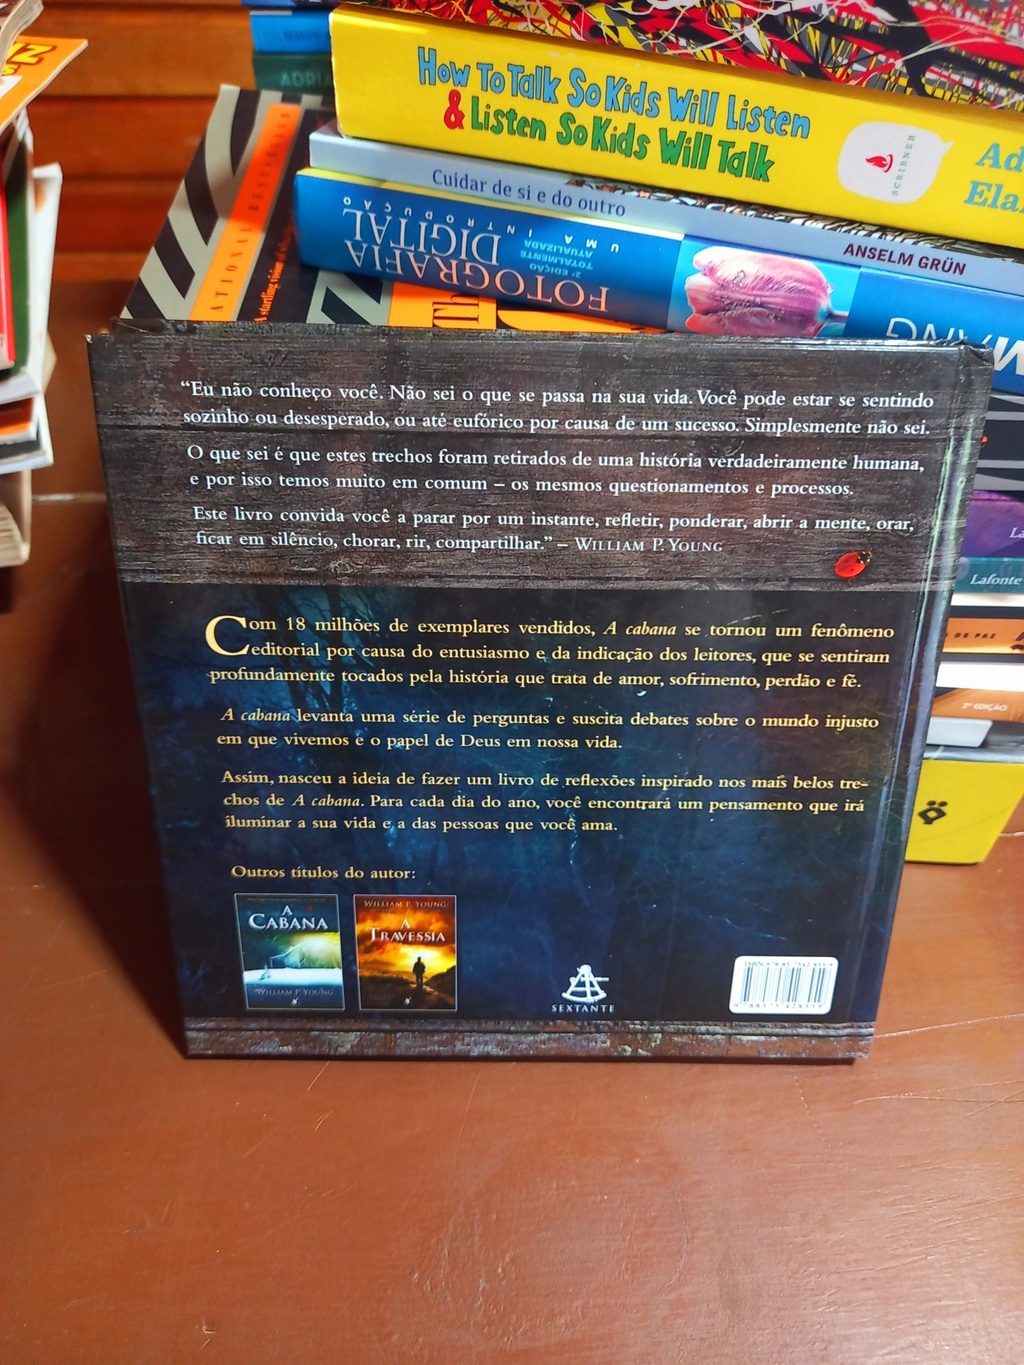 How To Talk So Kids Will Listen
& Listen So Kids Will Talk
SCRIBNER
Cuidar de si e do outro
ANSELM GRÜN
FOTOGRAFIA
DIGITAL
UMA INTRODUÇÃO
2ª EDIÇÃO
TOTALMENTE
ATUALIZADA
“Eu não conheço você. Não sei o que se passa na sua vida. Você pode estar se sentindo
sozinho ou desesperado, ou até eufórico por causa de um sucesso. Simplesmente não sei.
O que sei é que estes trechos foram retirados de uma história verdadeiramente humana,
e por isso temos muito em comum – os mesmos questionamentos e processos.
Este livro convida você a parar por um instante, refletir, ponderar, abrir a mente, orar,
ficar em silêncio, chorar, rir, compartilhar.” – WILLIAM P. YOUNG
Com 18 milhões de exemplares vendidos, A cabana se tornou um fenômeno
editorial por causa do entusiasmo e da indicação dos leitores, que se sentiram
profundamente tocados pela história que trata de amor, sofrimento, perdão e fé.
A cabana levanta uma série de perguntas e suscita debates sobre o mundo injusto
em que vivemos e o papel de Deus em nossa vida.
Assim, nasceu a ideia de fazer um livro de reflexões inspirado nos mais belos tre-
chos de A cabana. Para cada dia do ano, você encontrará um pensamento que irá
iluminar a sua vida e a das pessoas que você ama.
Outros títulos do autor:
A
CABANA
WILLIAM P. YOUNG
WILLIAM P. YOUNG
A
TRAVESSIA
SEXTANTE
Lafonte
DE PAZ
3ª EDIÇÃO